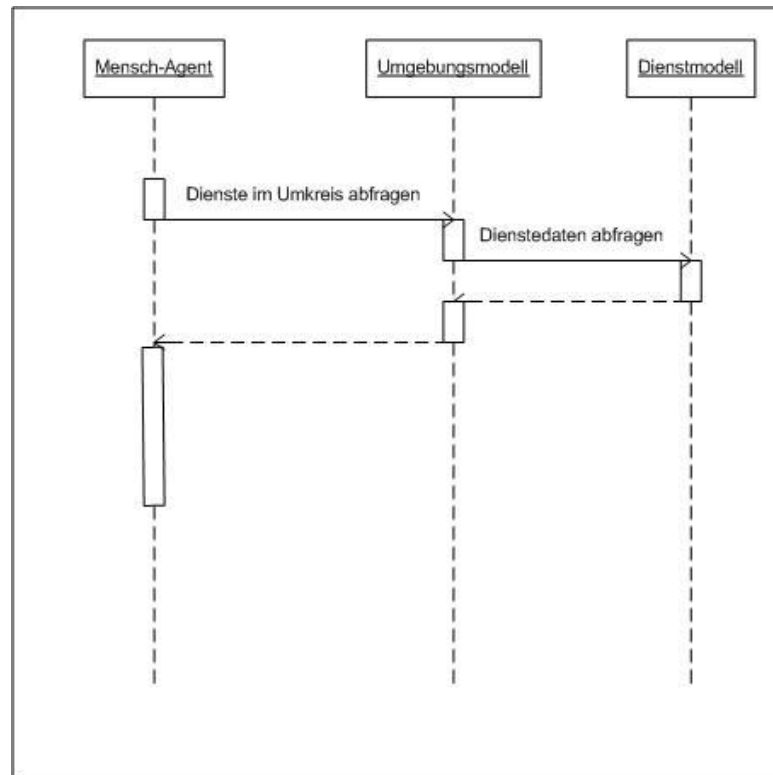 Mensch-Agent
Umgebungsmodell
Dienstmodell
Dienste im Umkreis abfragen
Dienstedaten abfragen